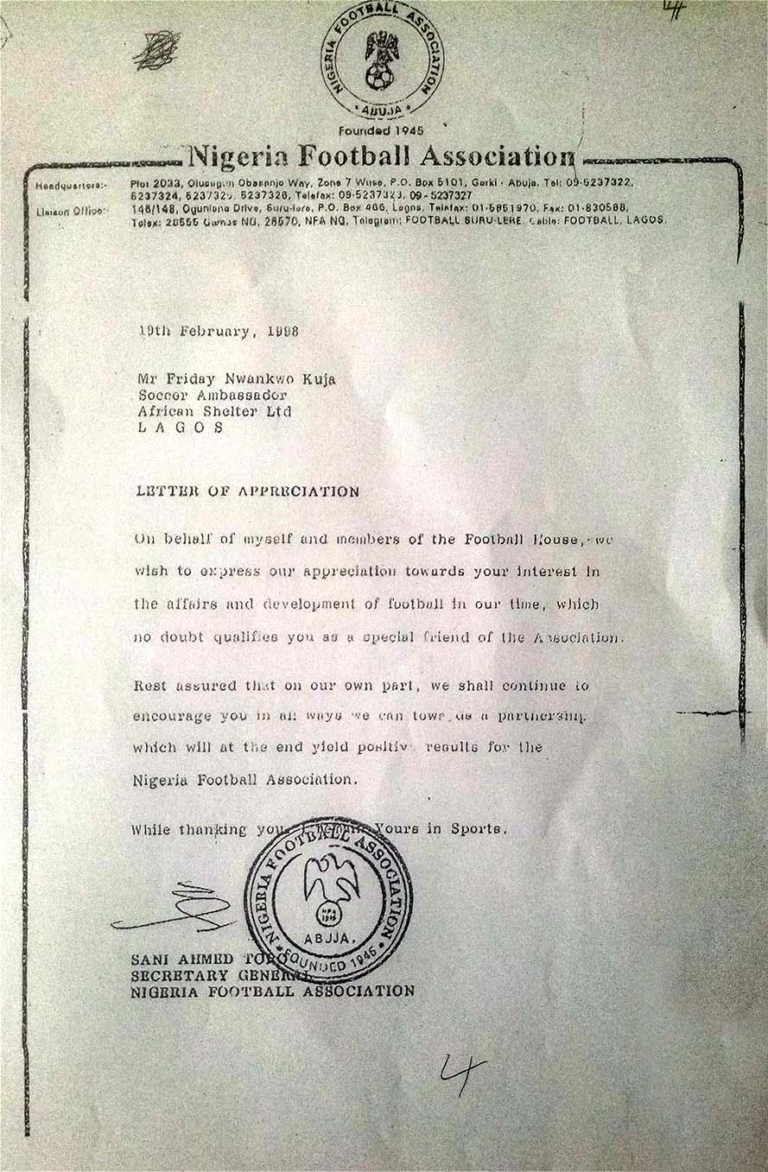 4
NIGERIA FOOTBALL ASSOCIATION
• ABUJA •
Founded 1945
Nigeria Football Association
Headquarters:- Plot 2033, Olusegun Obasanjo Way, Zone 7 Wuse, P.O. Box 5101, Garki - Abuja. Tel: 09-5237322,
5237324, 5237325, 5237326, Telefax: 09-5237323, 09-5237327
Liaison Office:- 146/148, Ogunlana Drive, Suru-lere, P.O. Box 466, Lagos, Telefax: 01-5851970, Fax: 01-830588,
Telex: 20555 NG, 26570, NFA NG, Telegram: FOOTBALL SURU-LERE. Cable: FOOTBALL, LAGOS.
19th February, 1998
Mr Friday Nwankwo Kuja
Soccer Ambassador
African Shelter Ltd
L A G O S
LETTER OF APPRECIATION
On behalf of myself and members of the Football House, we
wish to express our appreciation towards your interest in
the affairs and development of football in our time, which
no doubt qualifies you as a special friend of the Association.
Rest assured that on our own part, we shall continue to
encourage you in all ways we can towards a partnership
which will at the end yield positive results for the
Nigeria Football Association.
While thanking you, Yours in Sports.
NIGERIA FOOTBALL ASSOCIATION
NFA
1945
ABUJA.
• FOUNDED 1945 •
SANI AHMED TORO
SECRETARY GENERAL
NIGERIA FOOTBALL ASSOCIATION
4